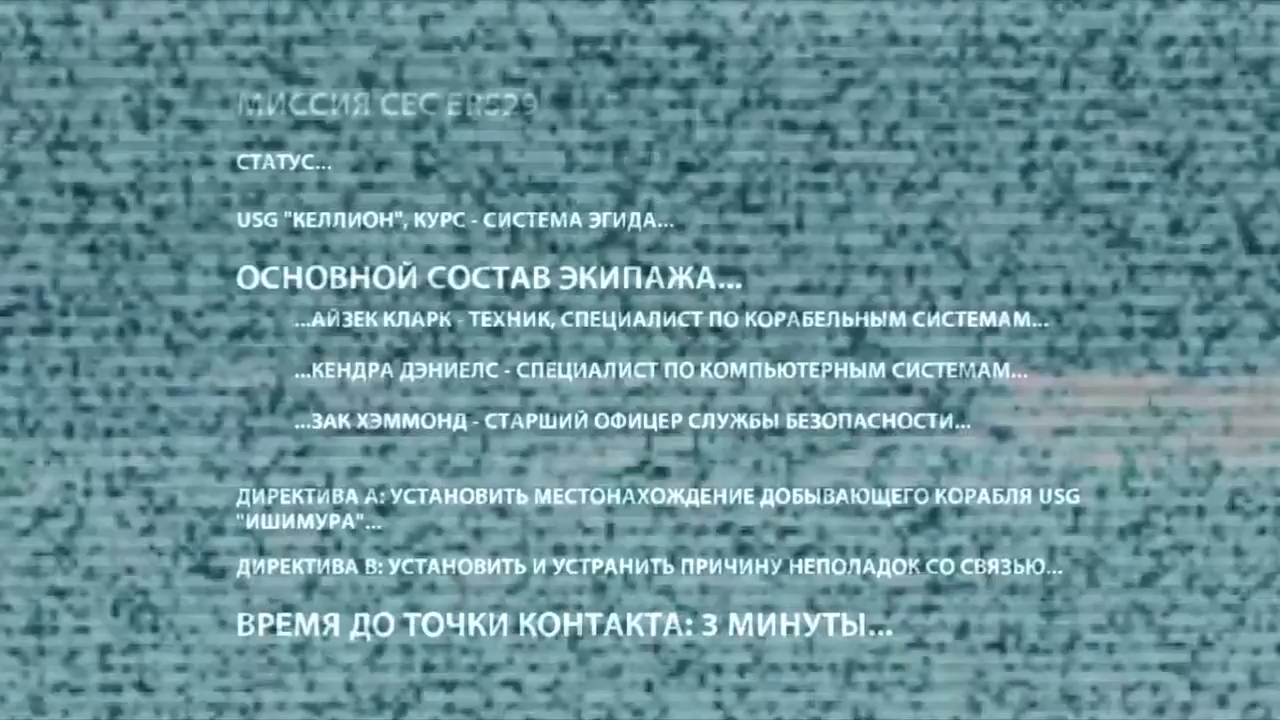 МИССИЯ CEC ER529
СТАТУС...
USG "КЕЛЛИОН", КУРС - СИСТЕМА ЭГИДА...
ОСНОВНОЙ СОСТАВ ЭКИПАЖА...
...АЙЗЕК КЛАРК - ТЕХНИК, СПЕЦИАЛИСТ ПО КОРАБЕЛЬНЫМ СИСТЕМАМ...
...КЕНДРА ДЭНИЕЛС - СПЕЦИАЛИСТ ПО КОМПЬЮТЕРНЫМ СИСТЕМАМ...
...ЗАК ХЭММОНД - СТАРШИЙ ОФИЦЕР СЛУЖБЫ БЕЗОПАСНОСТИ...
ДИРЕКТИВА А: УСТАНОВИТЬ МЕСТОНАХОЖДЕНИЕ ДОБЫВАЮЩЕГО КОРАБЛЯ USG
"ИШИМУРА"...
ДИРЕКТИВА В: УСТАНОВИТЬ И УСТРАНИТЬ ПРИЧИНУ НЕПОЛАДОК СО СВЯЗЬЮ...
ВРЕМЯ ДО ТОЧКИ КОНТАКТА: 3 МИНУТЫ...